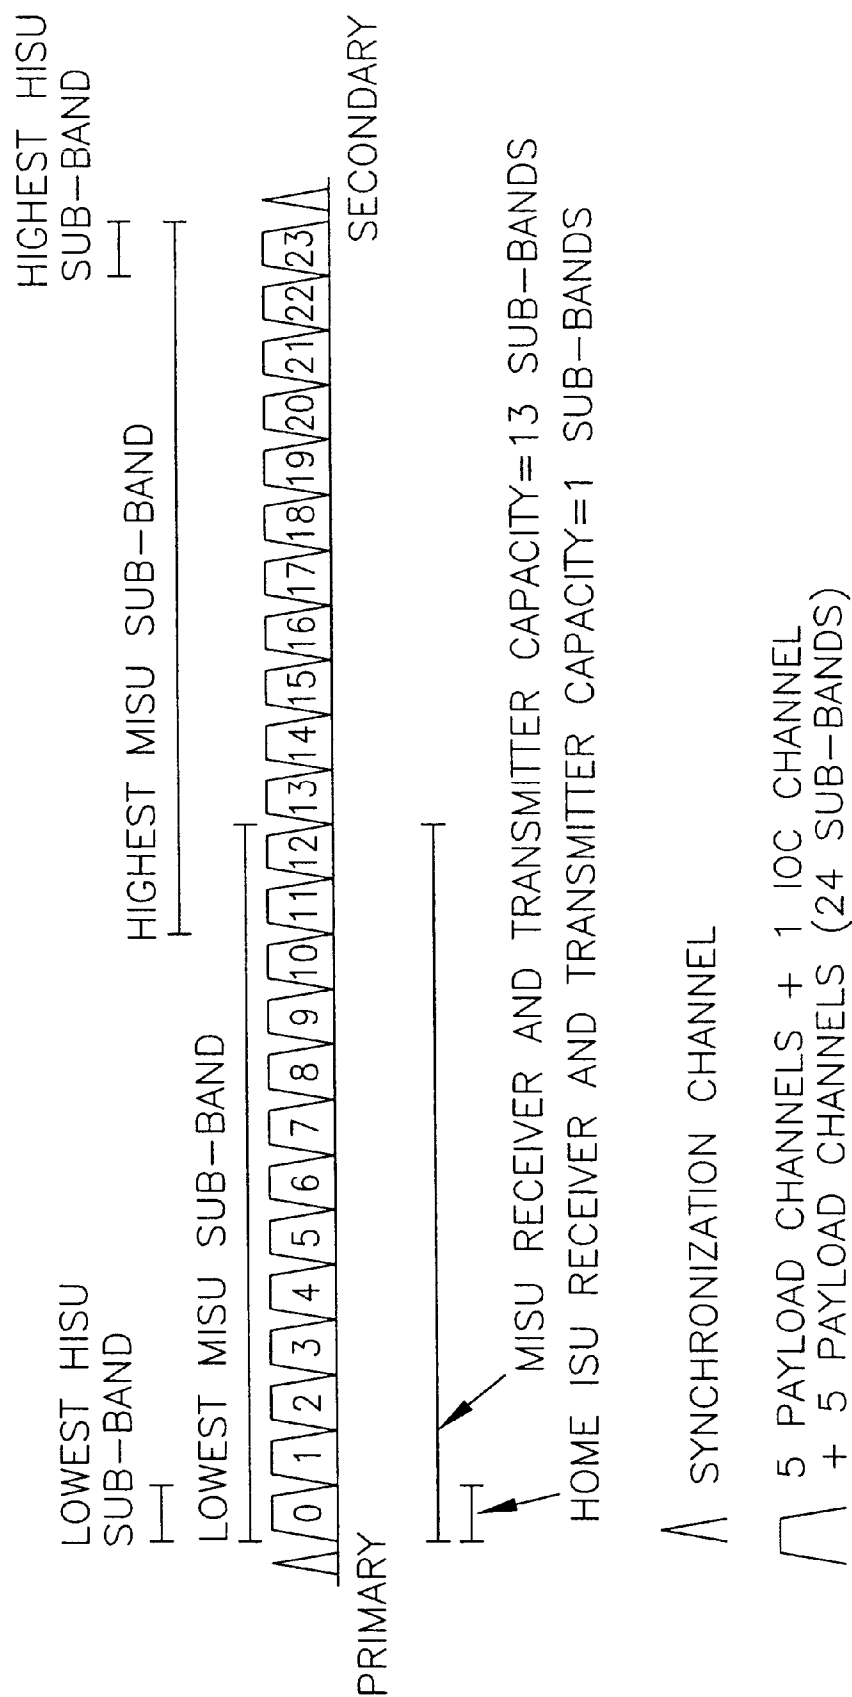 HIGHEST HISU
SUB-BAND
HIGHEST MISU SUB-BAND
LOWEST HISU
SUB-BAND
LOWEST MISU SUB-BAND
0 1 2 3 4 5 6 7 8 9 10 11 12 13 14 15 16 17 18 19 20 21 22 23
PRIMARY
SECONDARY
MISU RECEIVER AND TRANSMITTER CAPACITY=13 SUB-BANDS
HOME ISU RECEIVER AND TRANSMITTER CAPACITY=1 SUB-BANDS
SYNCHRONIZATION CHANNEL
5 PAYLOAD CHANNELS + 1 IOC CHANNEL
+ 5 PAYLOAD CHANNELS (24 SUB-BANDS)